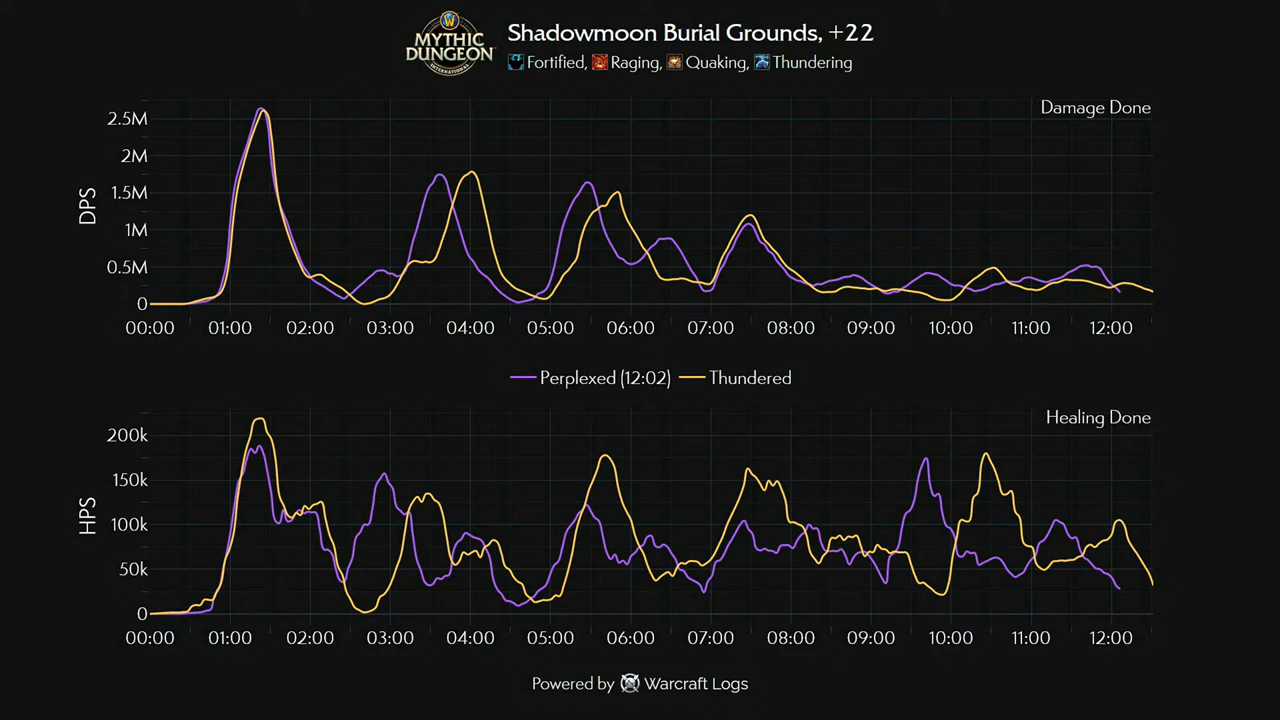 W
MYTHIC
DUNGEON
INTERNATIONAL
Shadowmoon Burial Grounds, +22
Fortified, Raging, Quaking, Thundering
Damage Done
DPS
2.5M
2M
1.5M
1M
0.5M
0
00:00 01:00 02:00 03:00 04:00 05:00 06:00 07:00 08:00 09:00 10:00 11:00 12:00
Perplexed (12:02) Thundered
Healing Done
HPS
200k
150k
100k
50k
0
00:00 01:00 02:00 03:00 04:00 05:00 06:00 07:00 08:00 09:00 10:00 11:00 12:00
Powered by Warcraft Logs